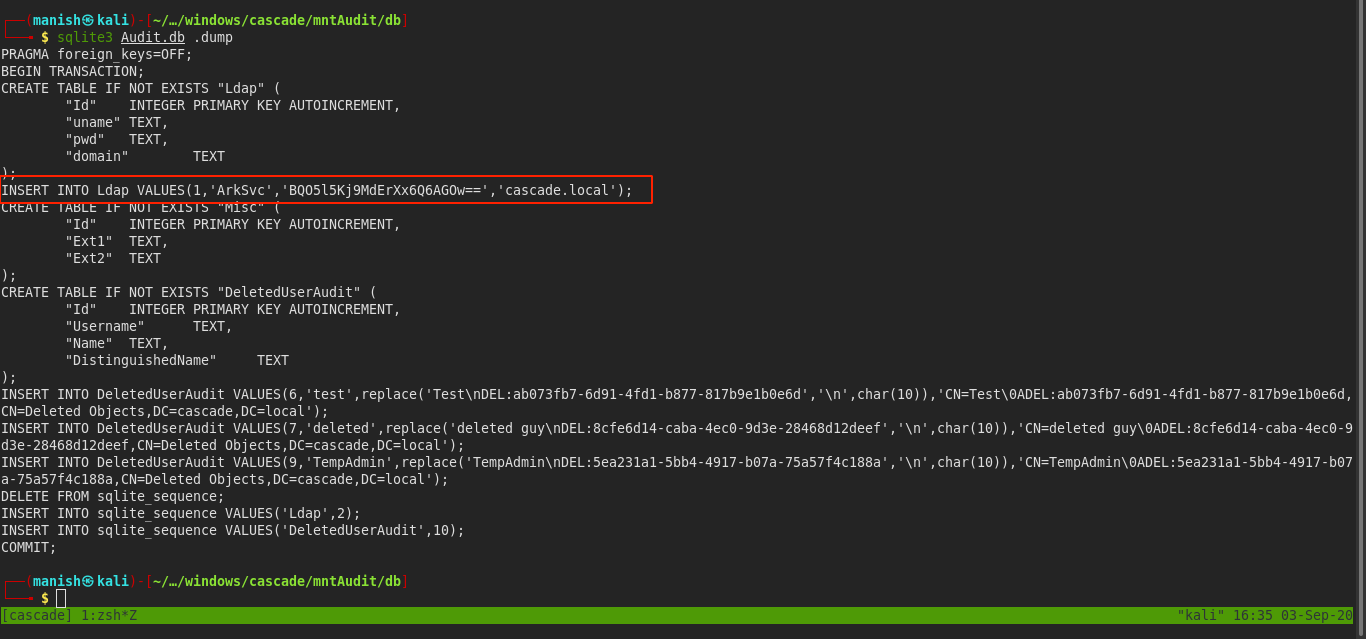 ┌──(manish㉿kali)-[~/…/windows/cascade/mntAudit/db]
└──╼ $ sqlite3 Audit.db .dump
PRAGMA foreign_keys=OFF;
BEGIN TRANSACTION;
CREATE TABLE IF NOT EXISTS "Ldap" (
"Id" INTEGER PRIMARY KEY AUTOINCREMENT,
"uname" TEXT,
"pwd" TEXT,
"domain" TEXT
);
INSERT INTO Ldap VALUES(1,'ArkSvc','BQO5l5Kj9MdErXx6Q6AGOw==','cascade.local');
CREATE TABLE IF NOT EXISTS "Misc" (
"Id" INTEGER PRIMARY KEY AUTOINCREMENT,
"Ext1" TEXT,
"Ext2" TEXT
);
CREATE TABLE IF NOT EXISTS "DeletedUserAudit" (
"Id" INTEGER PRIMARY KEY AUTOINCREMENT,
"Username" TEXT,
"Name" TEXT,
"DistinguishedName" TEXT
);
INSERT INTO DeletedUserAudit VALUES(6,'test',replace('Test\nDEL:ab073fb7-6d91-4fd1-b877-817b9e1b0e6d','\n',char(10)),'CN=Test\0ADEL:ab073fb7-6d91-4fd1-b877-817b9e1b0e6d,
CN=Deleted Objects,DC=cascade,DC=local');
INSERT INTO DeletedUserAudit VALUES(7,'deleted',replace('deleted guy\nDEL:8cfe6d14-caba-4ec0-9d3e-28468d12deef','\n',char(10)),'CN=deleted guy\0ADEL:8cfe6d14-caba-4ec0-9
d3e-28468d12deef,CN=Deleted Objects,DC=cascade,DC=local');
INSERT INTO DeletedUserAudit VALUES(9,'TempAdmin',replace('TempAdmin\nDEL:5ea231a1-5bb4-4917-b07a-75a57f4c188a','\n',char(10)),'CN=TempAdmin\0ADEL:5ea231a1-5bb4-4917-b07
a-75a57f4c188a,CN=Deleted Objects,DC=cascade,DC=local');
DELETE FROM sqlite_sequence;
INSERT INTO sqlite_sequence VALUES('Ldap',2);
INSERT INTO sqlite_sequence VALUES('DeletedUserAudit',10);
COMMIT;
┌──(manish㉿kali)-[~/…/windows/cascade/mntAudit/db]
└──╼ $
[cascade] 1:zsh*Z "kali" 16:35 03-Sep-20